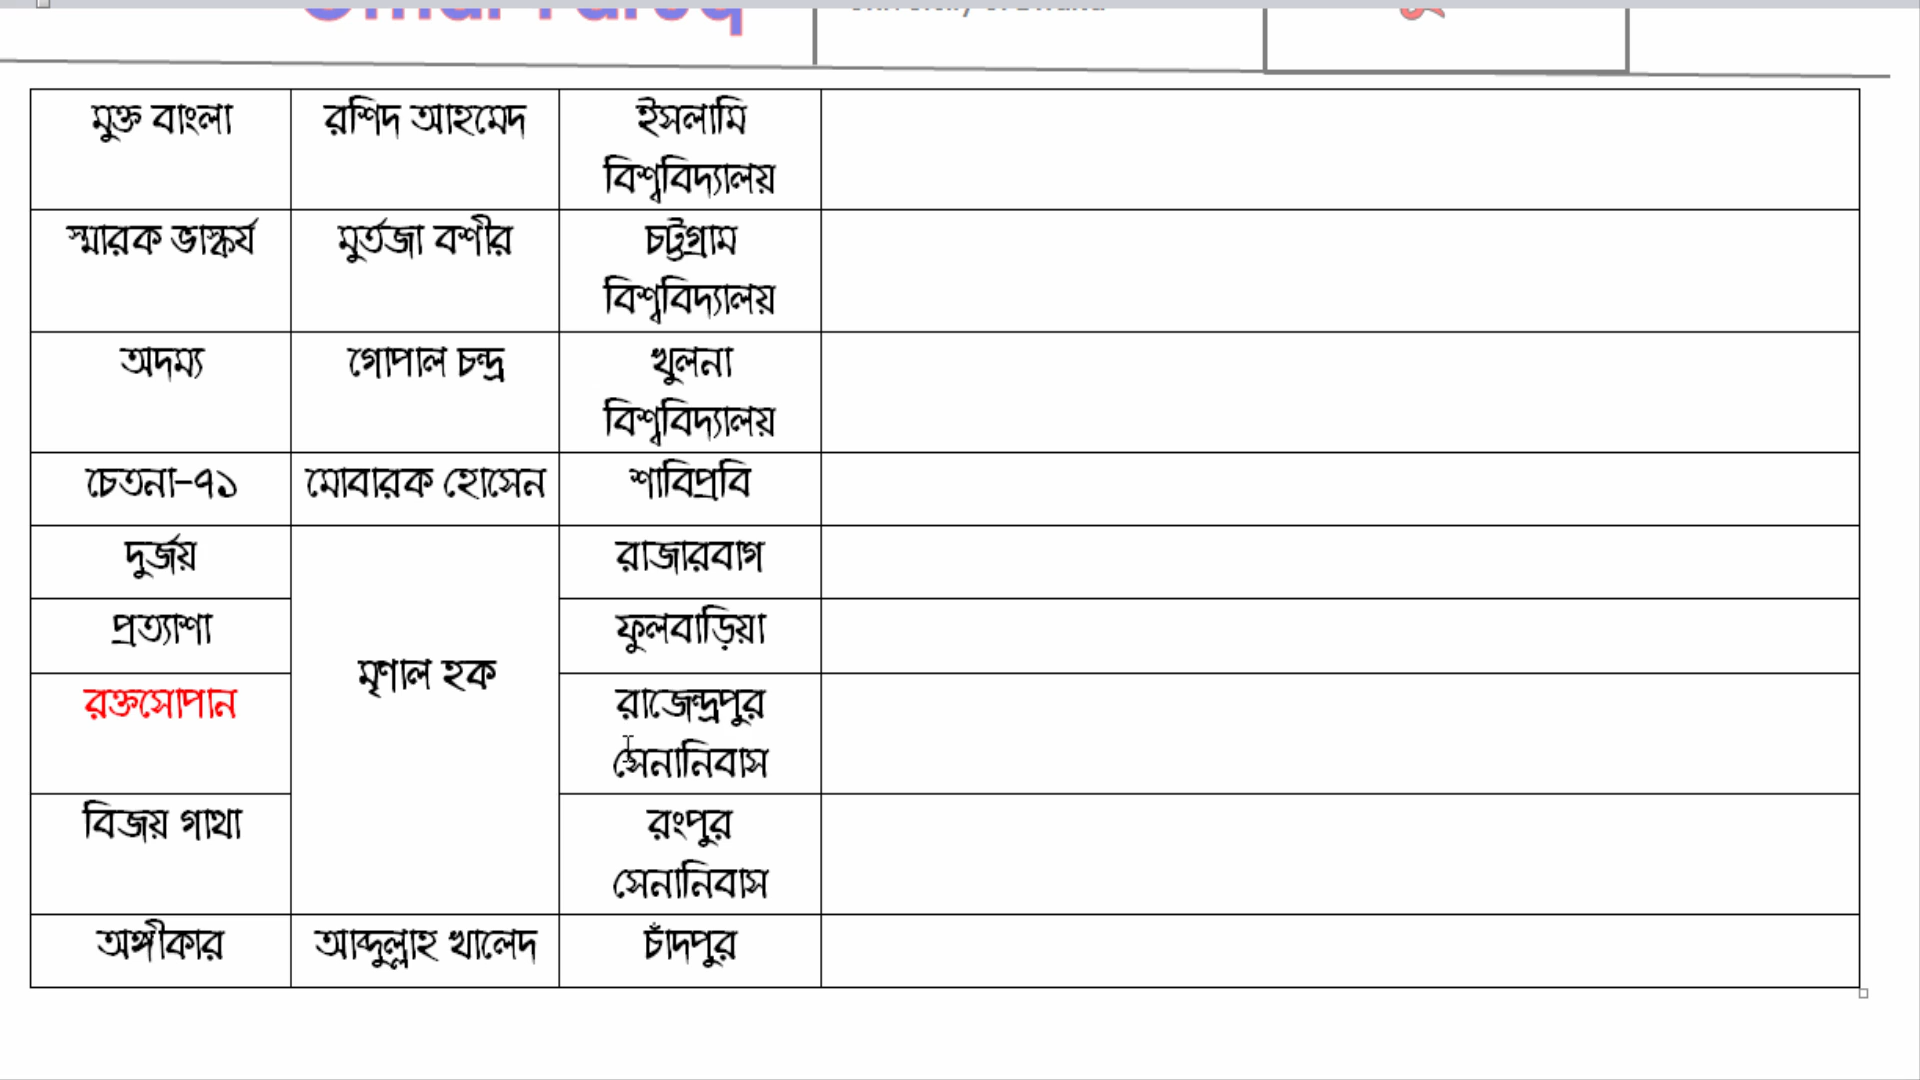 মুক্ত বাংলা রশিদ আহমেদ ইসলামি
বিশ্ববিদ্যালয়
স্মারক ভাস্কর্য মুর্তজা বশীর চট্টগ্রাম
বিশ্ববিদ্যালয়
অদম্য গোপাল চন্দ্র খুলনা
বিশ্ববিদ্যালয়
চেতনা-৭১ মোবারক হোসেন শাবিপ্রবি
দুর্জয় রাজারবাগ
প্রত্যাশা ফুলবাড়িয়া
মৃণাল হক
রক্তসোপান রাজেন্দ্রপুর
সেনানিবাস
বিজয় গাথা রংপুর
সেনানিবাস
অঙ্গীকার আব্দুল্লাহ খালেদ চাঁদপুর